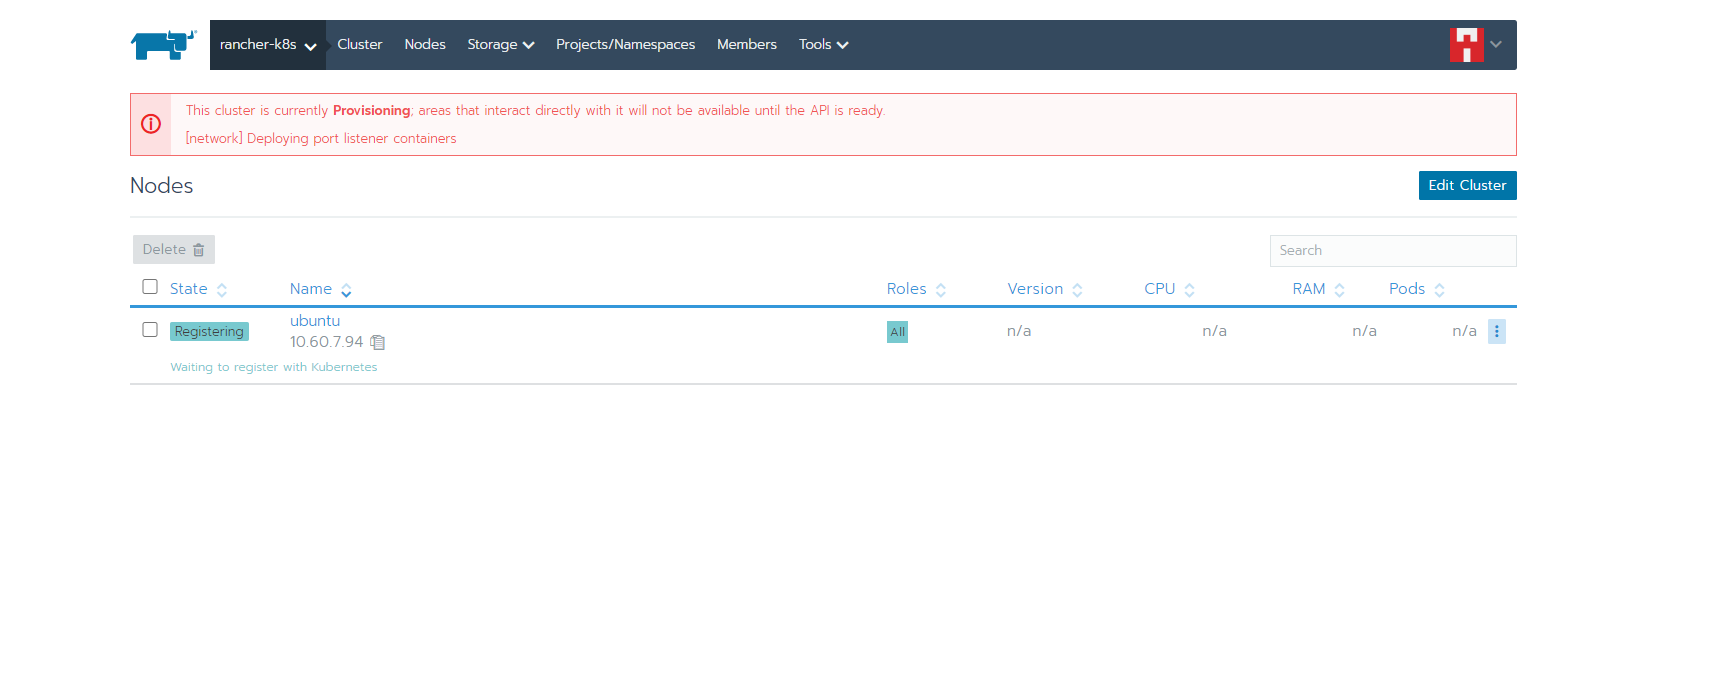 rancher-k8s Cluster Nodes Storage Projects/Namespaces Members Tools
This cluster is currently Provisioning; areas that interact directly with it will not be available until the API is ready.
[network] Deploying port listener containers
Nodes Edit Cluster
Delete Search
State Name Roles Version CPU RAM Pods
Registering ubuntu All n/a n/a n/a n/a
10.60.7.94
Waiting to register with Kubernetes